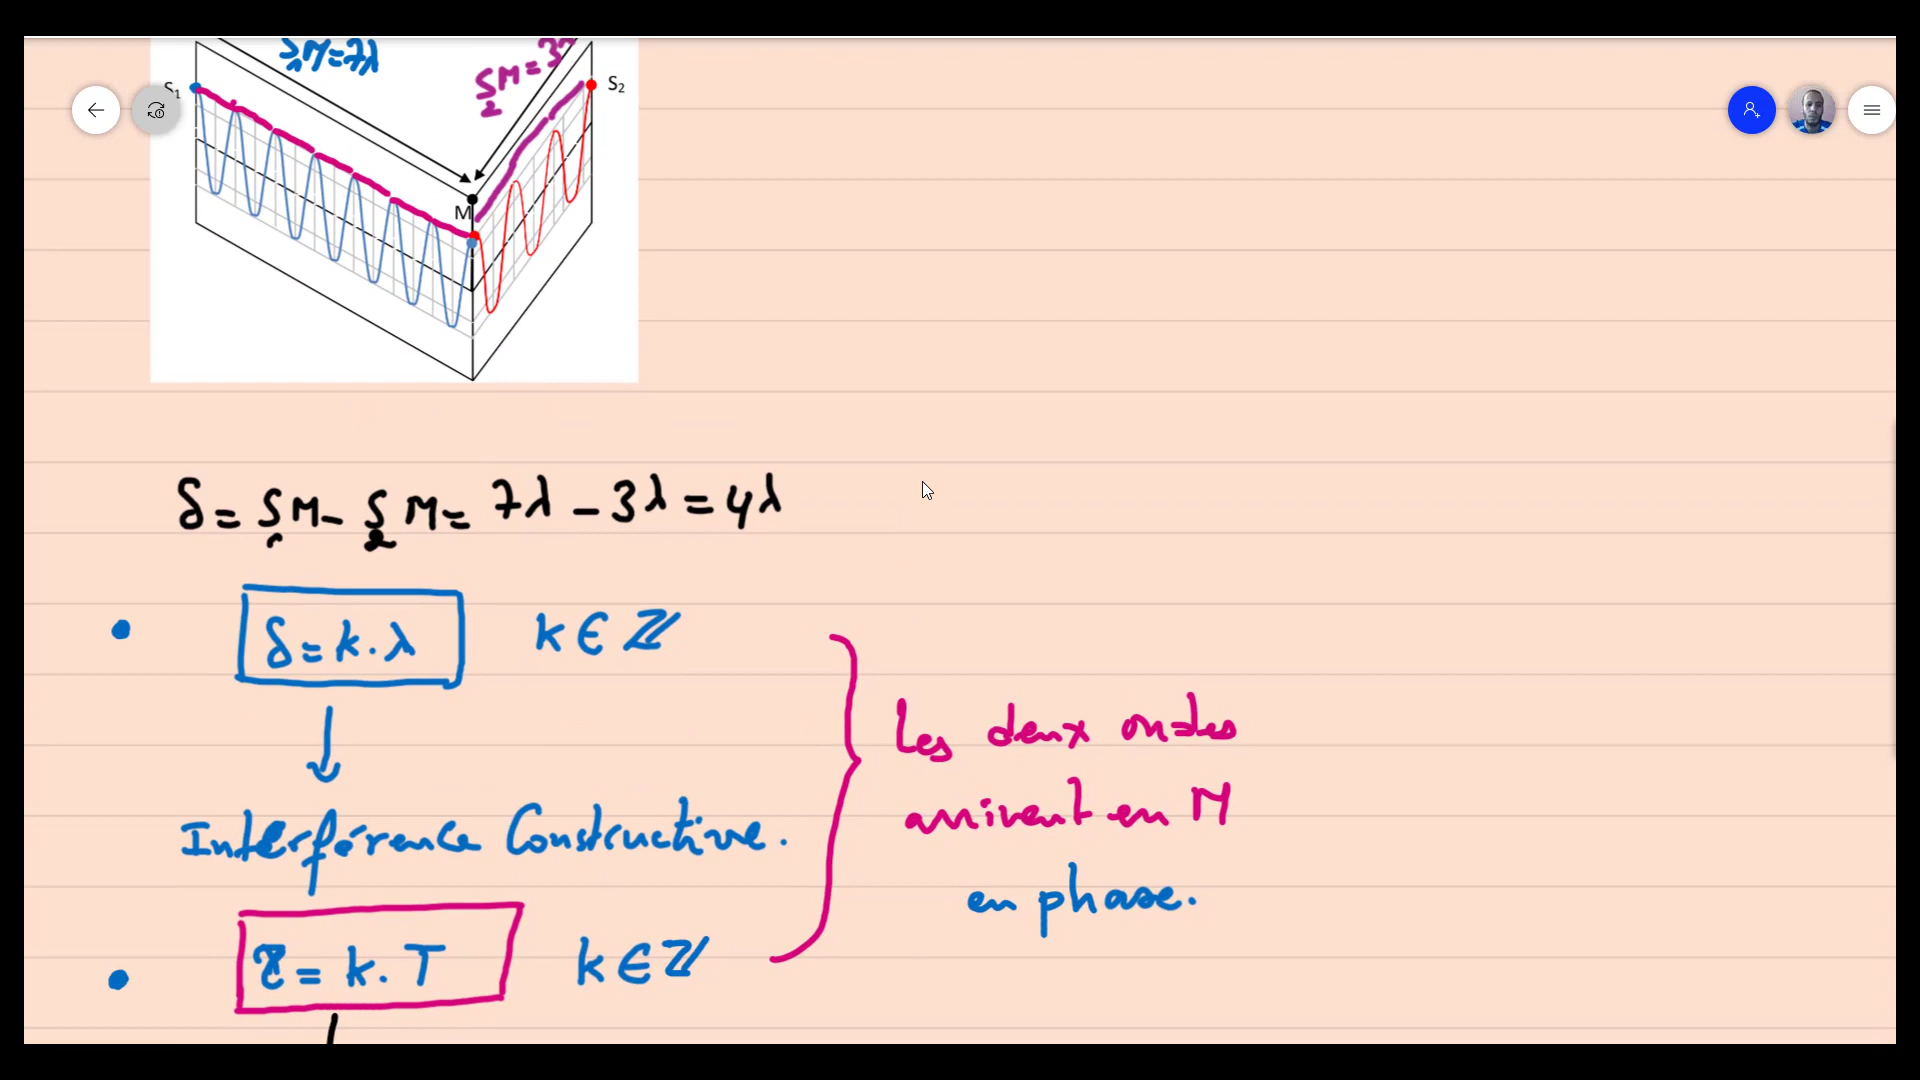 S₁M=7λ
S₂M=3λ
S₁
S₂
M
δ= S₁M- S₂M= 7λ - 3λ = 4λ
• δ= k.λ k∈ℤ
↓
Les deux ondes
arrivent en M
Interférence Constructive.
en phase.
• τ= k.T k∈ℤ